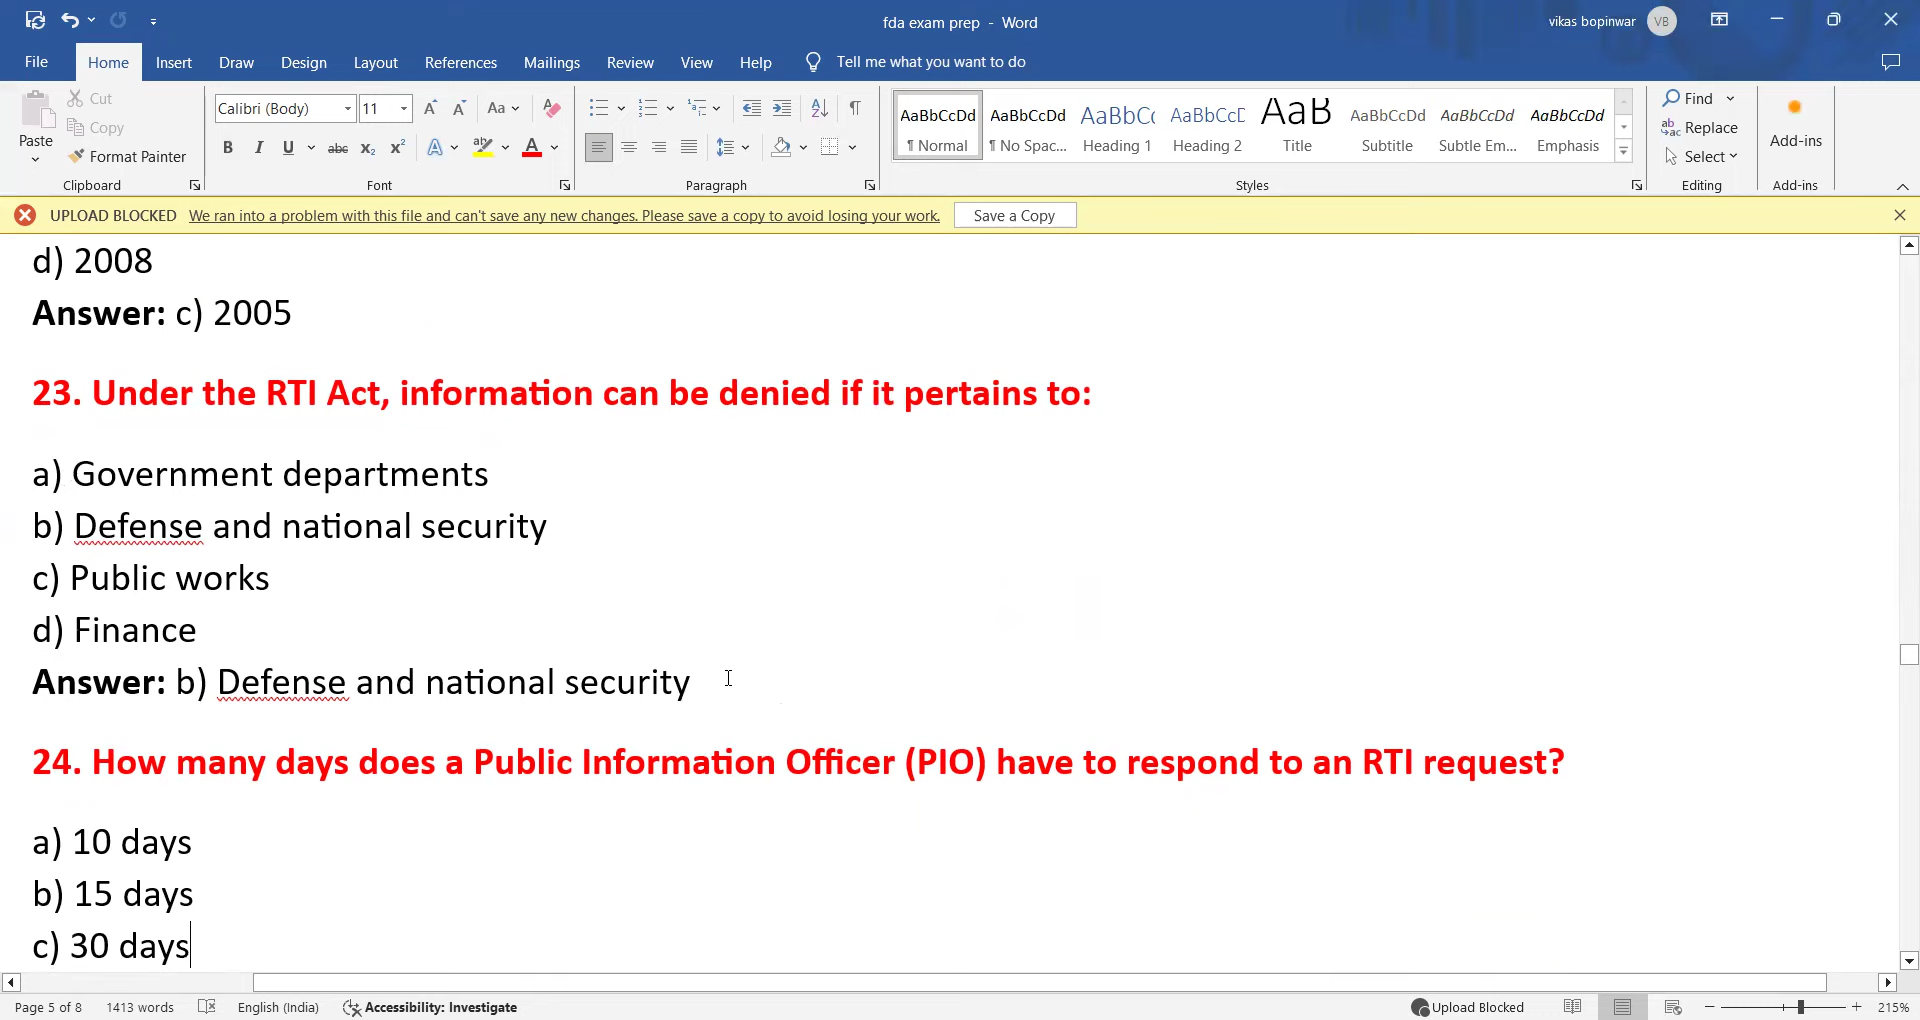 fda exam prep - Word
vikas bopinwar VB
File Home Insert Draw Design Layout References Mailings Review View Help Tell me what you want to do
Paste
Cut
Copy
Format Painter
Clipboard
Calibri (Body) 11
Font
Paragraph
AaBbCcDd AaBbCcDd AaBbCc AaBbCcC AaB AaBbCcDd AaBbCcDd AaBbCcDd
¶ Normal ¶ No Spac... Heading 1 Heading 2 Title Subtitle Subtle Em... Emphasis
Styles
Find
Replace
Select
Editing
Add-ins
Add-ins
UPLOAD BLOCKED We ran into a problem with this file and can't save any new changes. Please save a copy to avoid losing your work. Save a Copy
d) 2008
Answer: c) 2005
23. Under the RTI Act, information can be denied if it pertains to:
a) Government departments
b) Defense and national security
c) Public works
d) Finance
Answer: b) Defense and national security
24. How many days does a Public Information Officer (PIO) have to respond to an RTI request?
a) 10 days
b) 15 days
c) 30 days
Page 5 of 8 1413 words English (India) Accessibility: Investigate Upload Blocked 215%